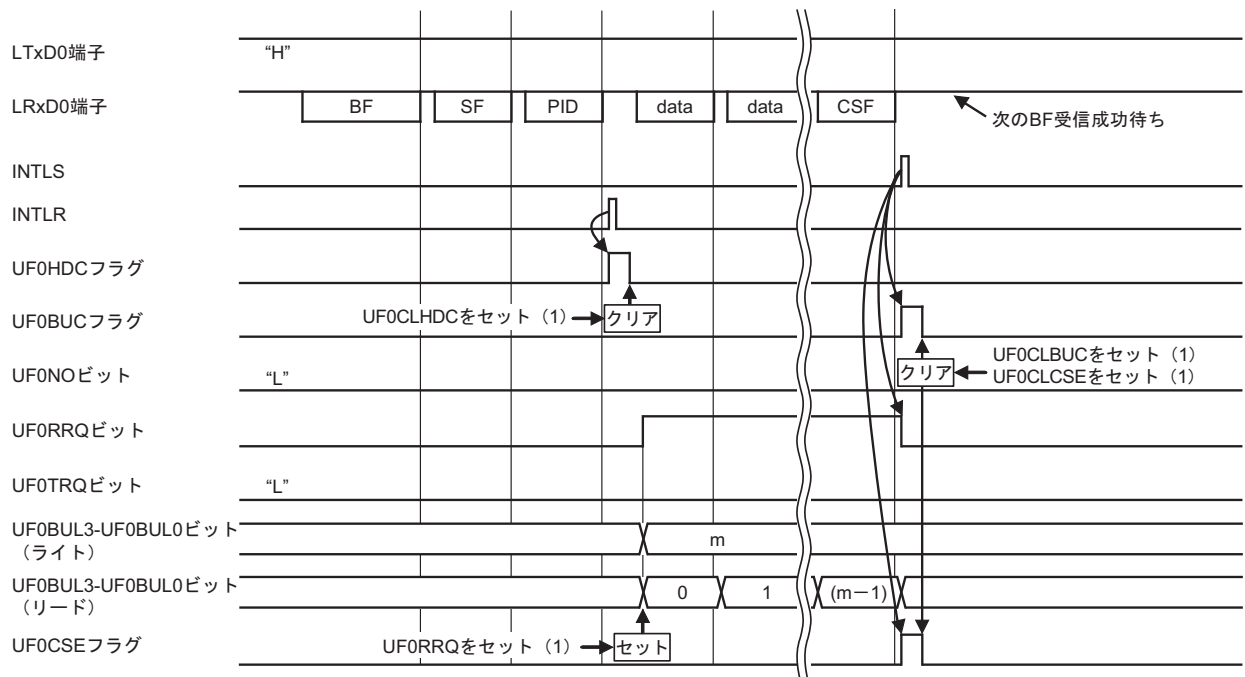 LTxD0端子
“H”
LRxD0端子
BF
SF
PID
data
data
CSF
次のBF受信成功待ち
INTLS
INTLR
UF0HDCフラグ
UF0BUCフラグ
UF0CLHDCをセット（1）
クリア
UF0NOビット
“L”
クリア
UF0CLBUCをセット（1）
UF0CLCSEをセット（1）
UF0RRQビット
UF0TRQビット
“L”
UF0BUL3-UF0BUL0ビット
（ライト）
m
UF0BUL3-UF0BUL0ビット
（リード）
0
1
(m－1)
UF0CSEフラグ
UF0RRQをセット（1）
セット